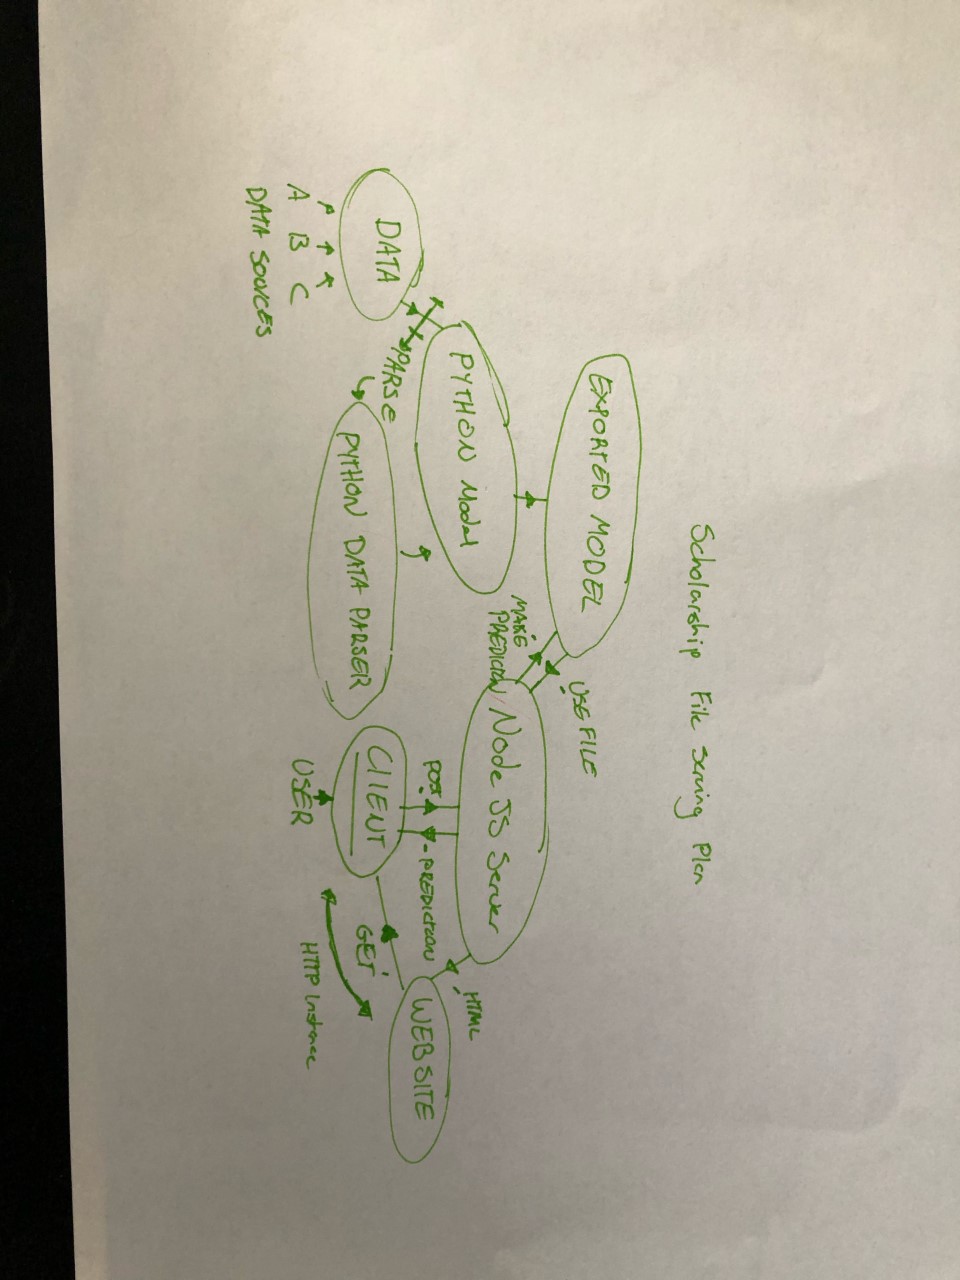 Scholarship File Serving Plan
EXPORTED MODEL
USE FILE
MAKE
PREDICION
PYTHON Model
Node JS Server
HTML
DATA
PARSE
POST
PREDICTION
WEBSITE
PYTHON DATA PARSER
CLIENT
GET
A B C
USER
HTTP instance
DATA SOURCES